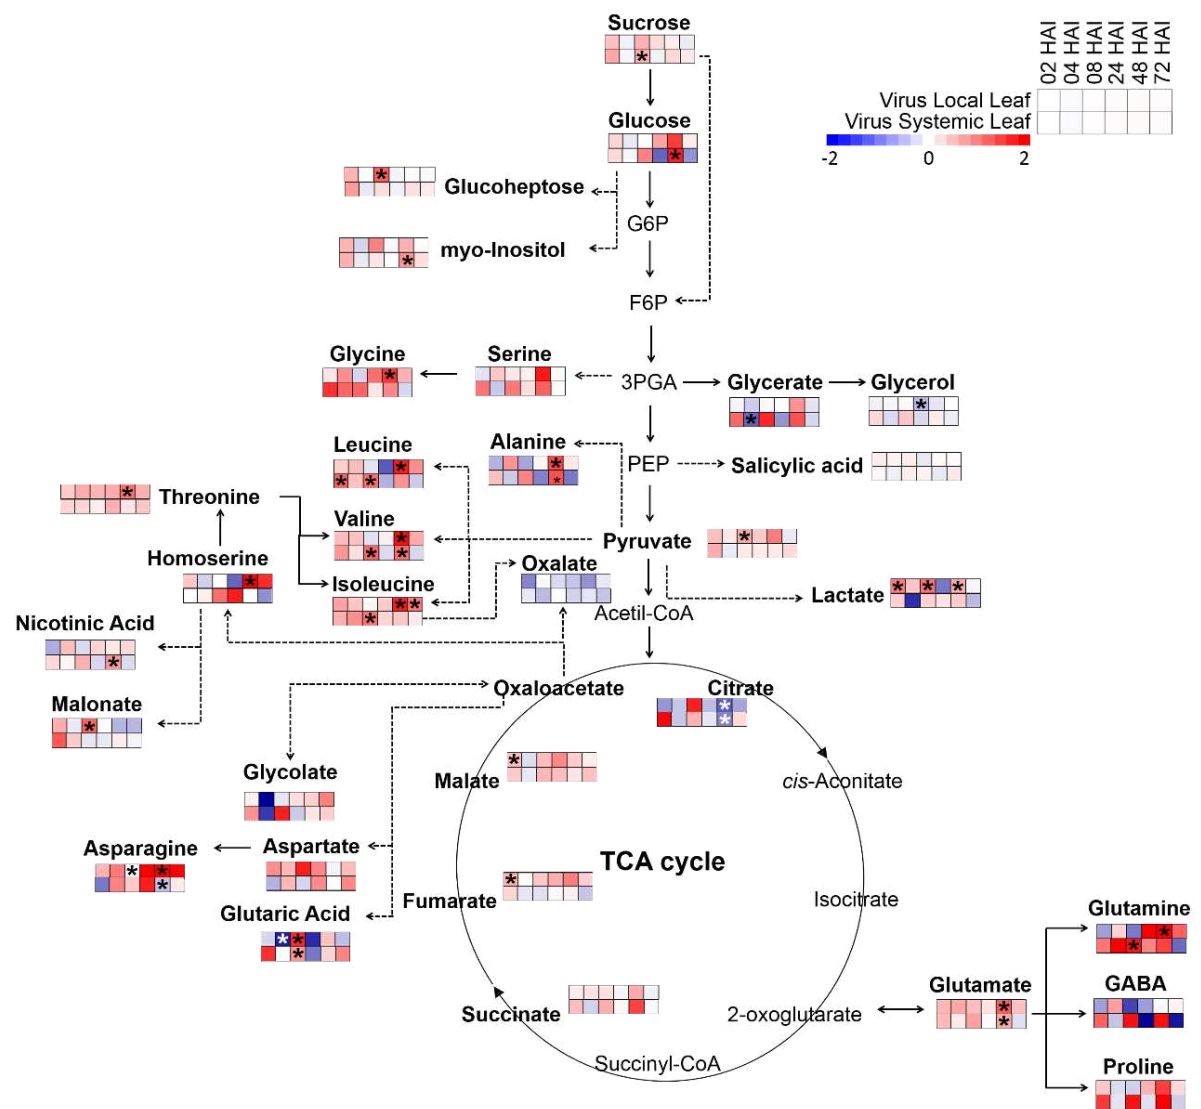 Sucrose
02 HAI
04 HAI
08 HAI
24 HAI
48 HAI
72 HAI
Virus Local Leaf
Virus Systemic Leaf
-2 0 2
*
Glucose
*
*
Glucoheptose
G6P
myo-Inositol
*
F6P
Glycine
Serine
3PGA
Glycerate
Glycerol
*
*
*
Leucine
Alanine
PEP
Salicylic acid
*
* *
*
*
Threonine
*
Valine
Pyruvate
*
*
* *
Homoserine
*
Oxalate
Isoleucine
* *
*
Lactate
* * *
Acetil-CoA
Nicotinic Acid
*
Oxaloacetate
Citrate
*
*
Malonate
*
Glycolate
Malate
*
cis-Aconitate
Asparagine
* *
*
Aspartate
TCA cycle
Fumarate
*
Isocitrate
Glutaric Acid
* *
*
Glutamine
*
*
Succinate
2-oxoglutarate
Glutamate
*
*
GABA
Succinyl-CoA
Proline